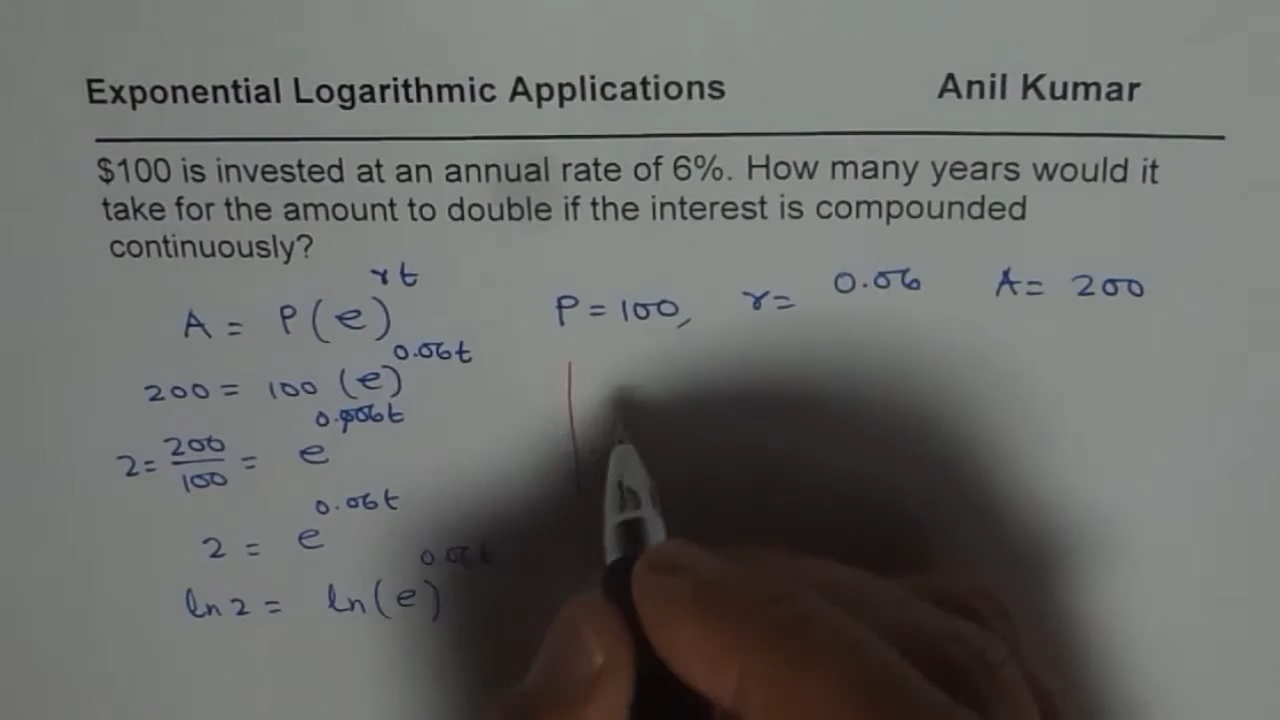 Exponential Logarithmic Applications Anil Kumar
$100 is invested at an annual rate of 6%. How many years would it
take for the amount to double if the interest is compounded
continuously?
A = P(e)^rt P = 100, r = 0.06 A = 200
200 = 100 (e)^0.06t
2 = 200/100 = e^0.06t
2 = e^0.06t
ln 2 = ln(e)^0.06t